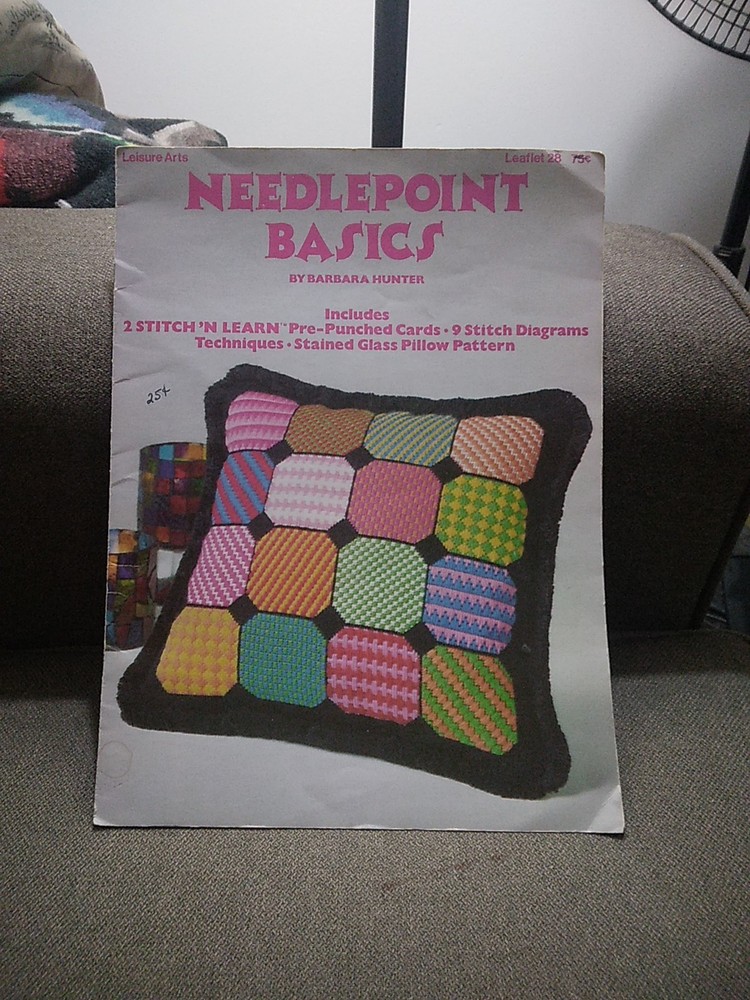 Leisure Arts
Leaflet 28 75¢
NEEDLEPOINT
BASICS
BY BARBARA HUNTER
Includes
2 STITCH 'N LEARN™ Pre-Punched Cards • 9 Stitch Diagrams
Techniques • Stained Glass Pillow Pattern
25¢